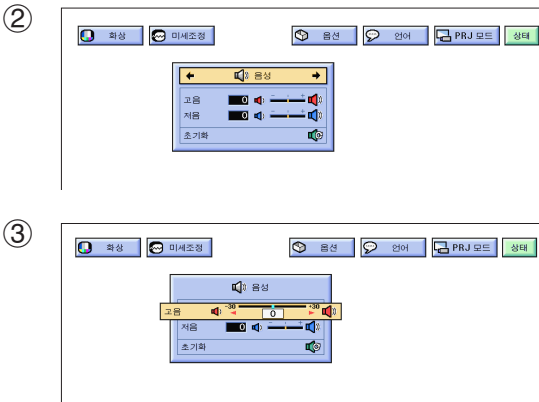 ②
화상 미세조정 옵션 언어 PRJ 모드 상태
음성
고음 0 - +
저음 0 - +
초기화
③
화상 미세조정 옵션 언어 PRJ 모드 상태
음성
고음 -30 0 +30
저음 0 - +
초기화